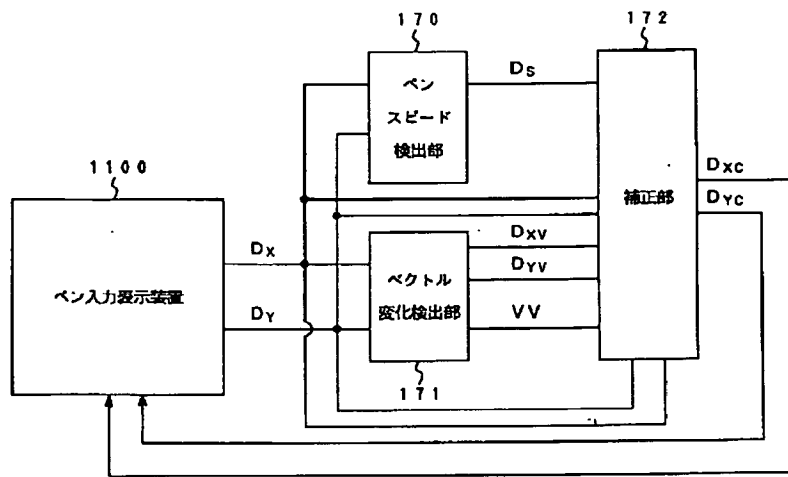 170
172
ペン
スピード
検出部
DS
1100
補正部
DXC
DYC
DX
DXV
ペン入力表示装置
ベクトル
変化検出部
DYV
DY
VV
171